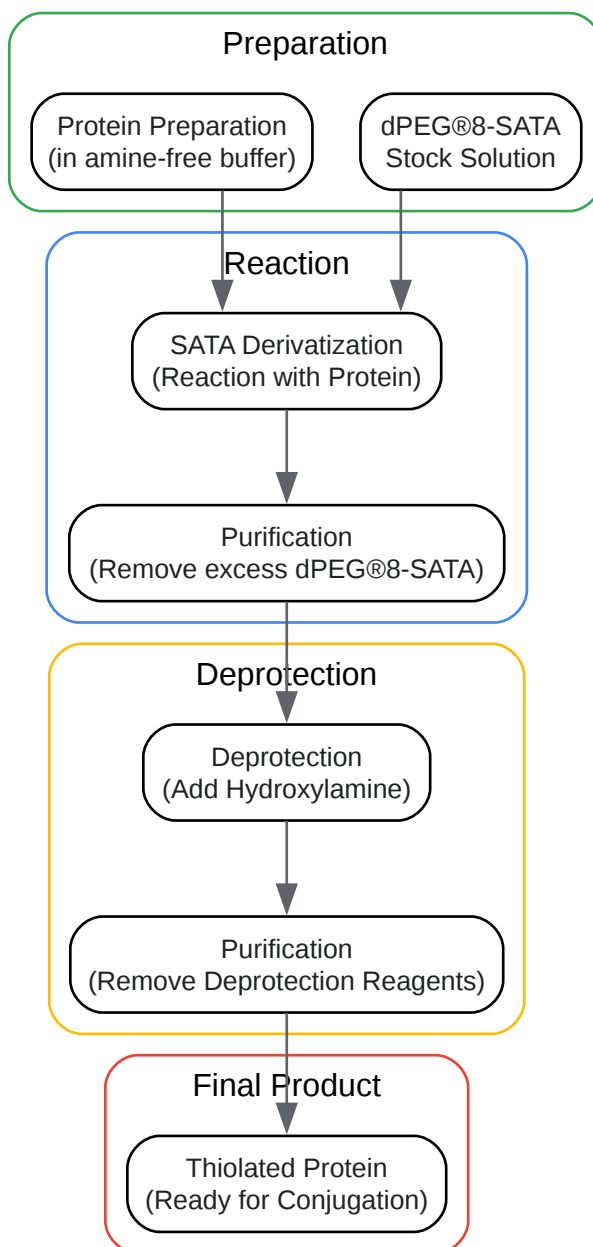 Preparation
Protein Preparation
(in amine-free buffer)
dPEG®8-SATA
Stock Solution
Reaction
SATA Derivatization
(Reaction with Protein)
Purification
(Remove excess dPEG®8-SATA)
Deprotection
Deprotection
(Add Hydroxylamine)
Purification
(Remove Deprotection Reagents)
Final Product
Thiolated Protein
(Ready for Conjugation)